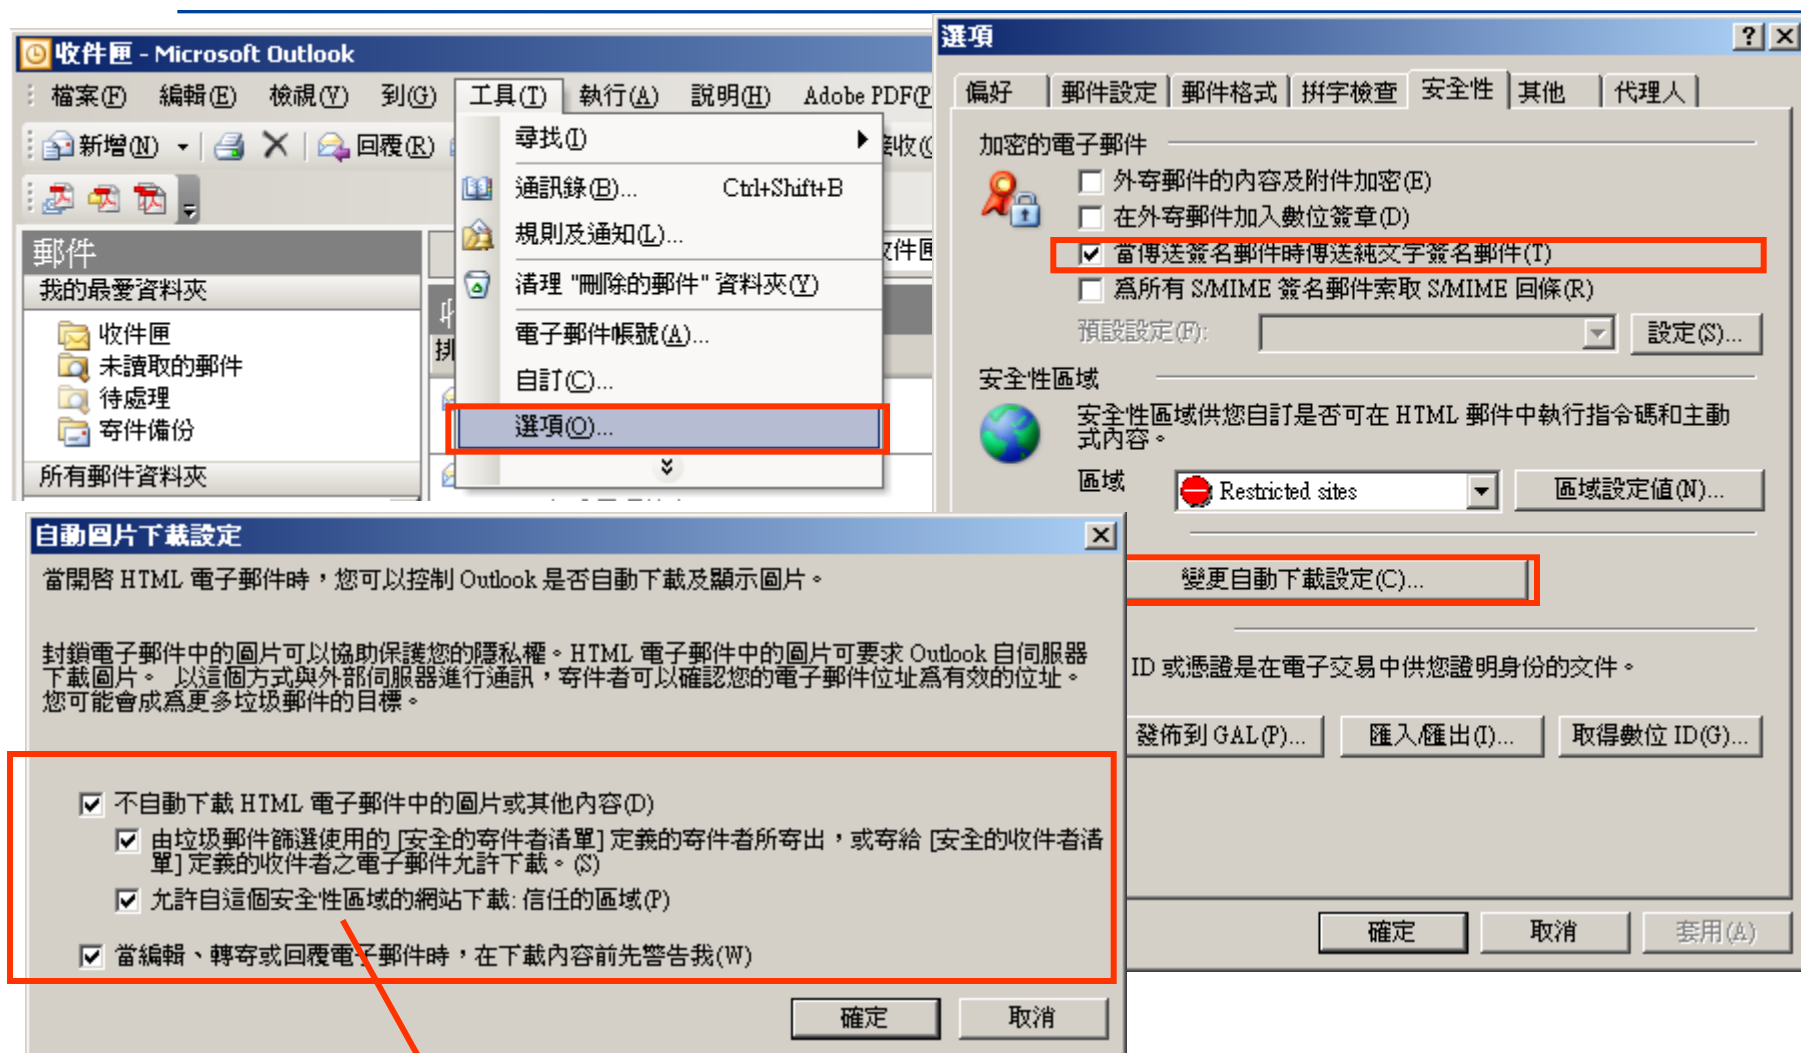 收件匣 - Microsoft Outlook
檔案(F) 編輯(E) 檢視(V) 到(G) 工具(T) 執行(A) 說明(H) Adobe PDF(
新增(N) 回覆(R)
郵件
我的最愛資料夾
收件匣
未讀取的郵件
待處理
寄件備份
所有郵件資料夾
尋找(I)
通訊錄(B)... Ctrl+Shift+B
規則及通知(L)...
清理 "刪除的郵件" 資料夾(Y)
電子郵件帳號(A)...
自訂(C)...
選項(O)...
選項
偏好 郵件設定 郵件格式 拼字檢查 安全性 其他 代理人
加密的電子郵件
外寄郵件的內容及附件加密(E)
在外寄郵件加入數位簽章(D)
當傳送簽名郵件時傳送純文字簽名郵件(T)
為所有 S/MIME 簽名郵件索取 S/MIME 回條(R)
預設設定(F): 設定(S)...
安全性區域
安全性區域供您自訂是否可在 HTML 郵件中執行指令碼和主動
式內容。
區域 Restricted sites 區域設定值(N)...
變更自動下載設定(C)...
ID 或憑證是在電子交易中供您證明身份的文件。
發佈到 GAL(P)... 匯入/匯出(I)... 取得數位 ID(G)...
確定 取消 套用(A)
自動圖片下載設定
當開啓 HTML 電子郵件時，您可以控制 Outlook 是否自動下載及顯示圖片。
封鎖電子郵件中的圖片可以協助保護您的隱私權。HTML 電子郵件中的圖片可要求 Outlook 自伺服器
下載圖片。 以這個方式與外部伺服器進行通訊，寄件者可以確認您的電子郵件位址為有效的位址。
您可能會成為更多垃圾郵件的目標。
不自動下載 HTML 電子郵件中的圖片或其他內容(D)
由垃圾郵件篩選使用的 [安全的寄件者清單] 定義的寄件者所寄出，或寄給 [安全的收件者清
單] 定義的收件者之電子郵件允許下載。(S)
允許自這個安全性區域的網站下載: 信任的區域(P)
當編輯、轉寄或回覆電子郵件時，在下載內容前先警告我(W)
確定 取消